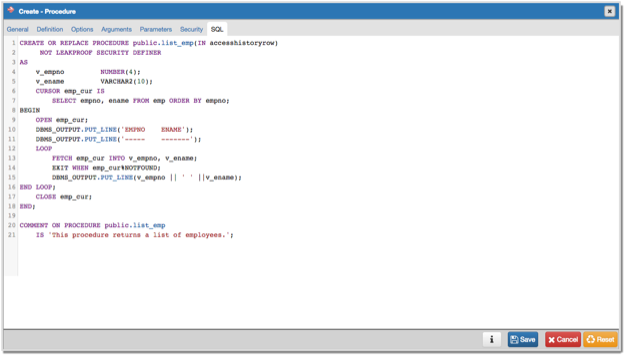 Create - Procedure
General Definition Options Arguments Parameters Security SQL
1 CREATE OR REPLACE PROCEDURE public.list_emp(IN accesshistoryrow)
2 NOT LEAKPROOF SECURITY DEFINER
3 AS
4 v_empno NUMBER(4);
5 v_ename VARCHAR2(10);
6 CURSOR emp_cur IS
7 SELECT empno, ename FROM emp ORDER BY empno;
8 BEGIN
9 OPEN emp_cur;
10 DBMS_OUTPUT.PUT_LINE('EMPNO ENAME');
11 DBMS_OUTPUT.PUT_LINE('----- -------');
12 LOOP
13 FETCH emp_cur INTO v_empno, v_ename;
14 EXIT WHEN emp_cur%NOTFOUND;
15 DBMS_OUTPUT.PUT_LINE(v_empno || ' ' ||v_ename);
16 END LOOP;
17 CLOSE emp_cur;
18 END;
19
20 COMMENT ON PROCEDURE public.list_emp
21 IS 'This procedure returns a list of employees.';
i Save Cancel Reset